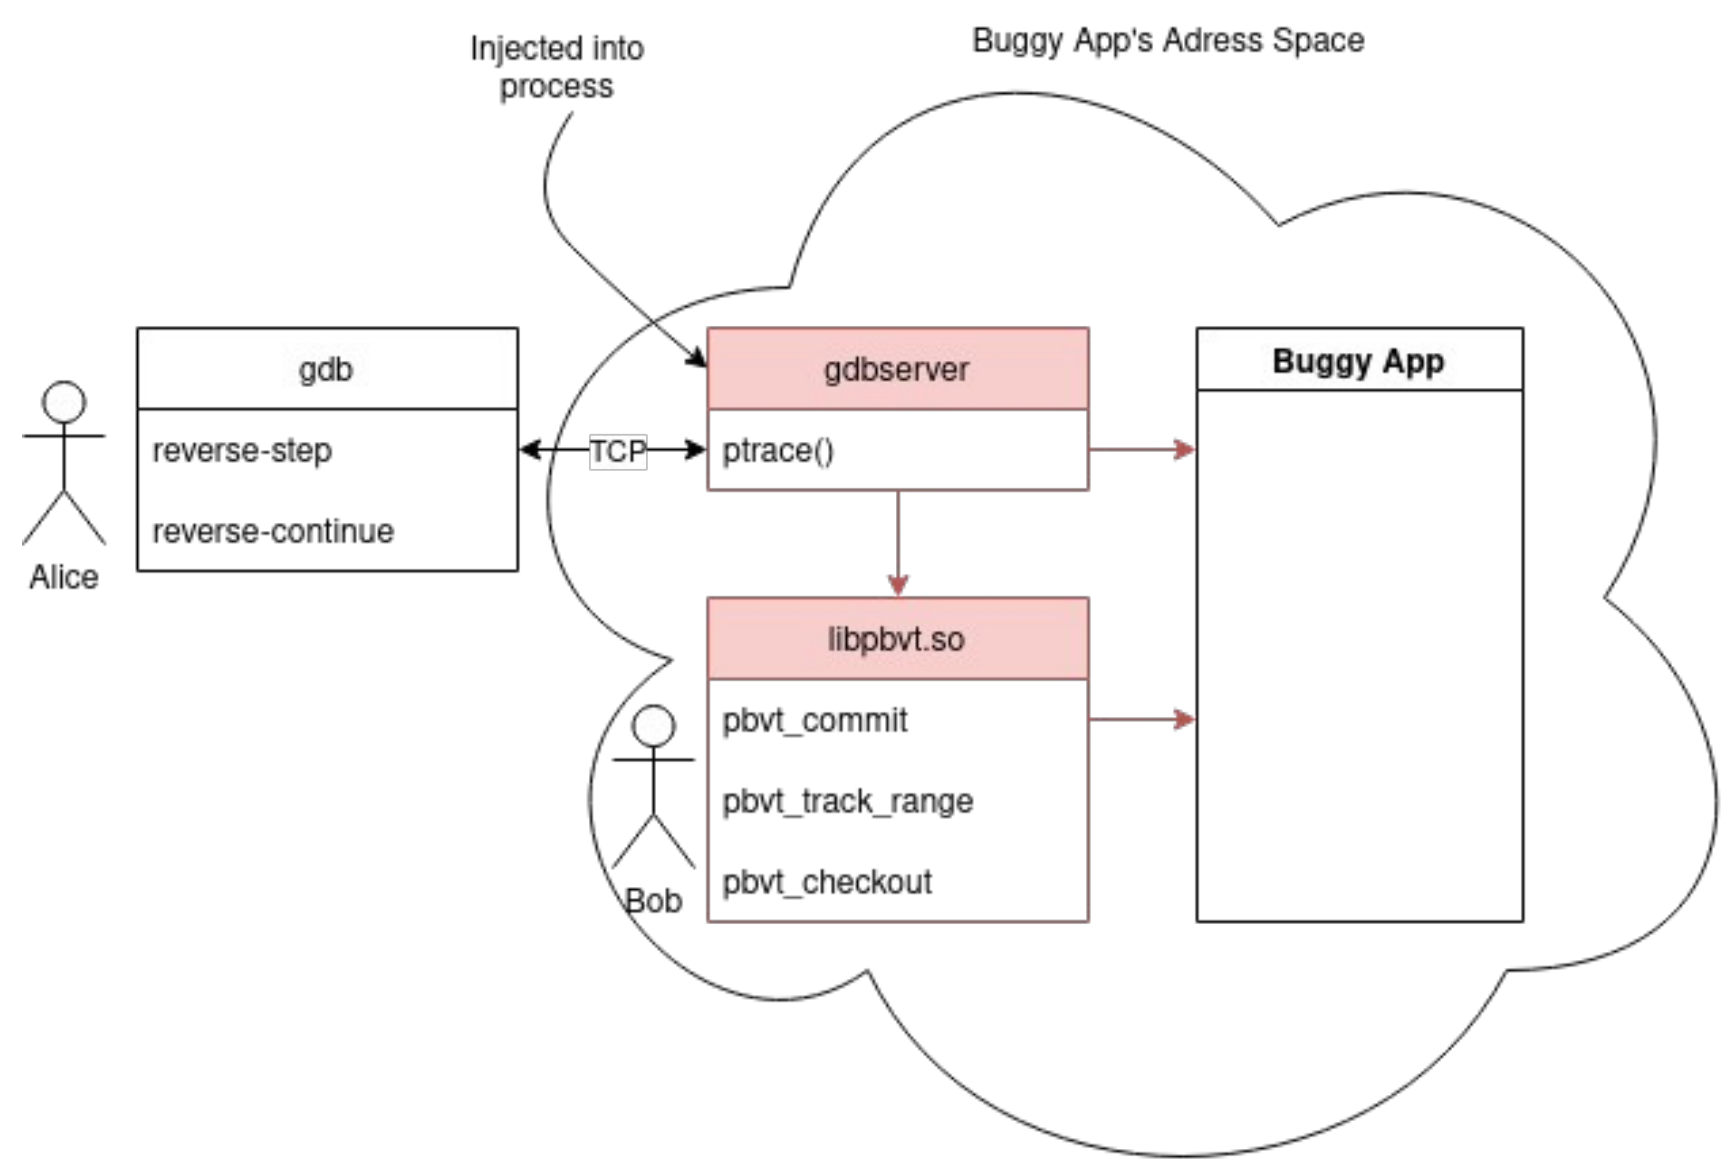 Injected into
process
Buggy App's Adress Space
gdb
reverse-step
reverse-continue
Alice
TCP
gdbserver
ptrace()
libpbvt.so
pbvt_commit
pbvt_track_range
pbvt_checkout
Bob
Buggy App